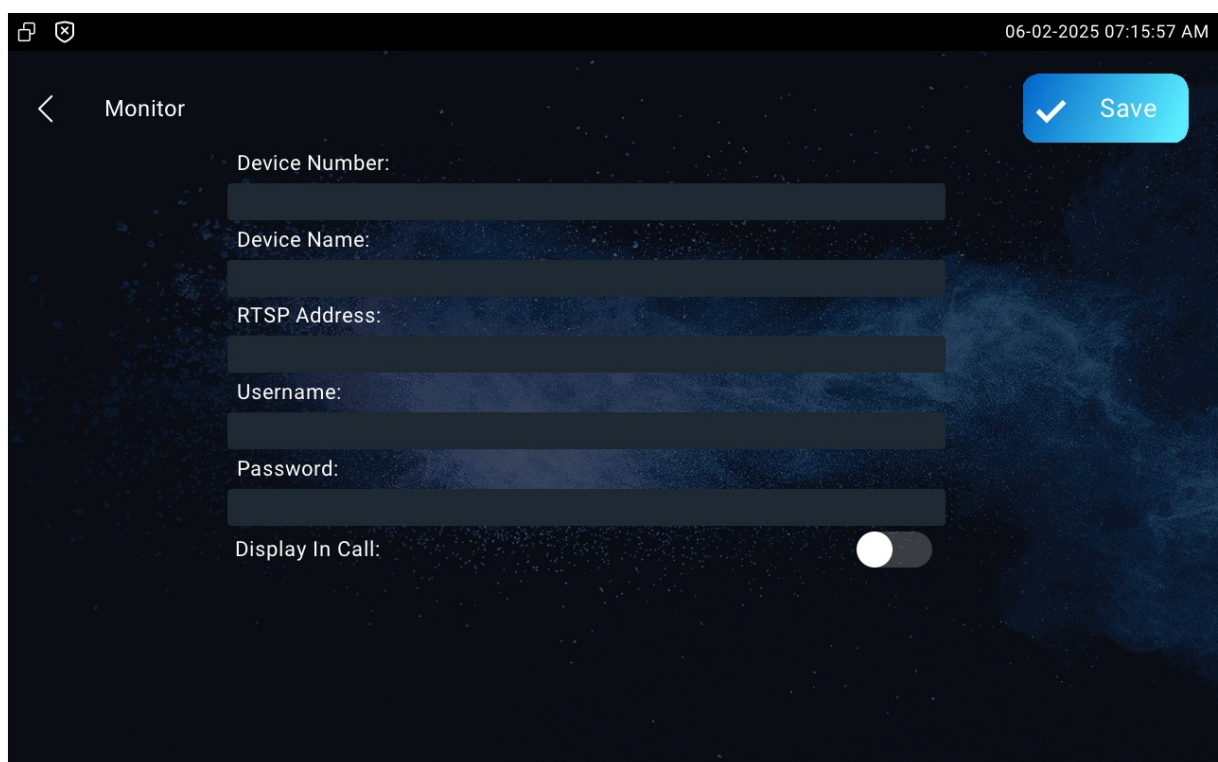 06-02-2025 07:15:57 AM
Monitor
Save
Device Number:
Device Name:
RTSP Address:
Username:
Password:
Display In Call: